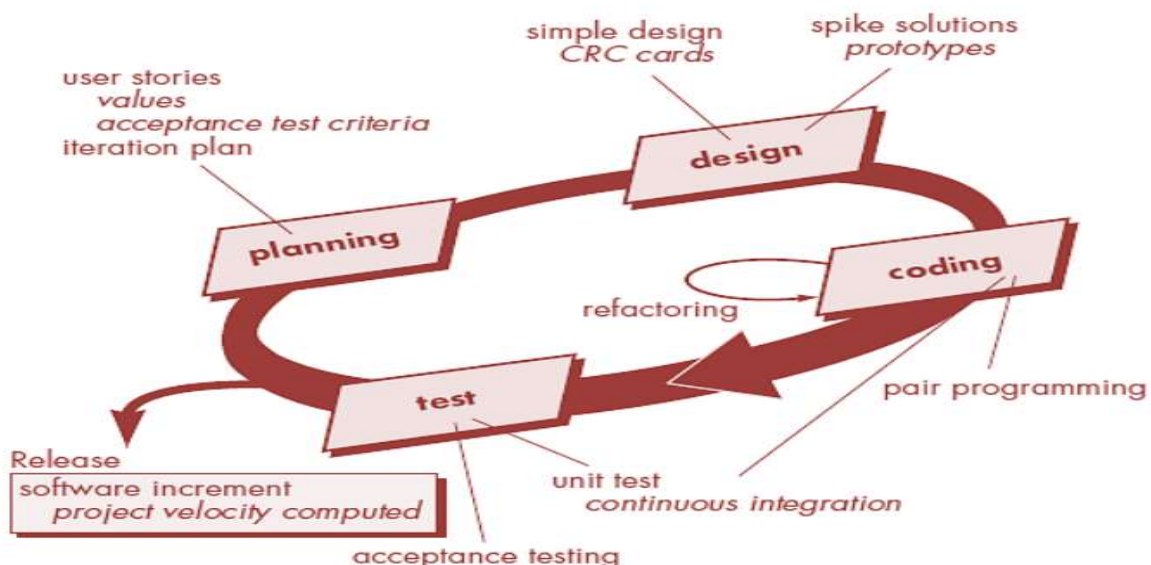 simple design
CRC cards
spike solutions
prototypes
user stories
values
acceptance test criteria
iteration plan
design
planning
coding
refactoring
test
pair programming
Release
software increment
project velocity computed
unit test
continuous integration
acceptance testing